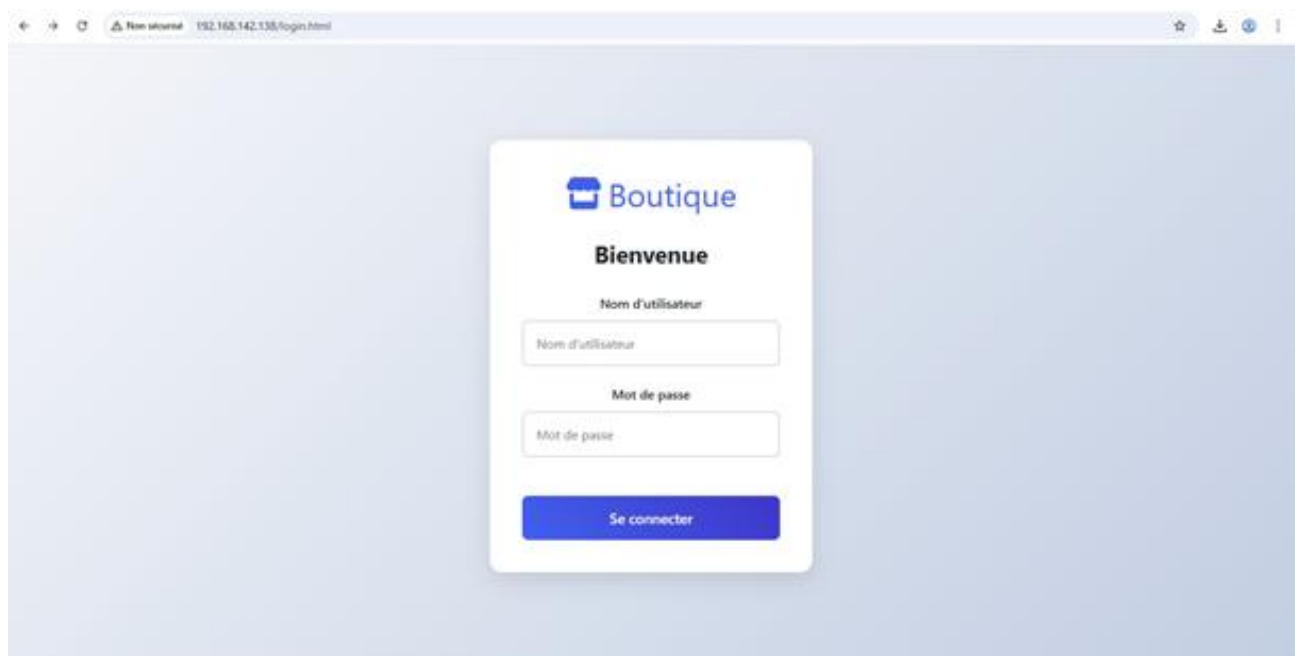 Non sécurisé 192.168.142.138/login.html
Boutique
Bienvenue
Nom d'utilisateur
Nom d'utilisateur
Mot de passe
Mot de passe
Se connecter